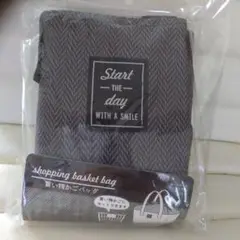 Start
THE
day
WITH A SMILE
shopping basket bag
買い物かごバッグ